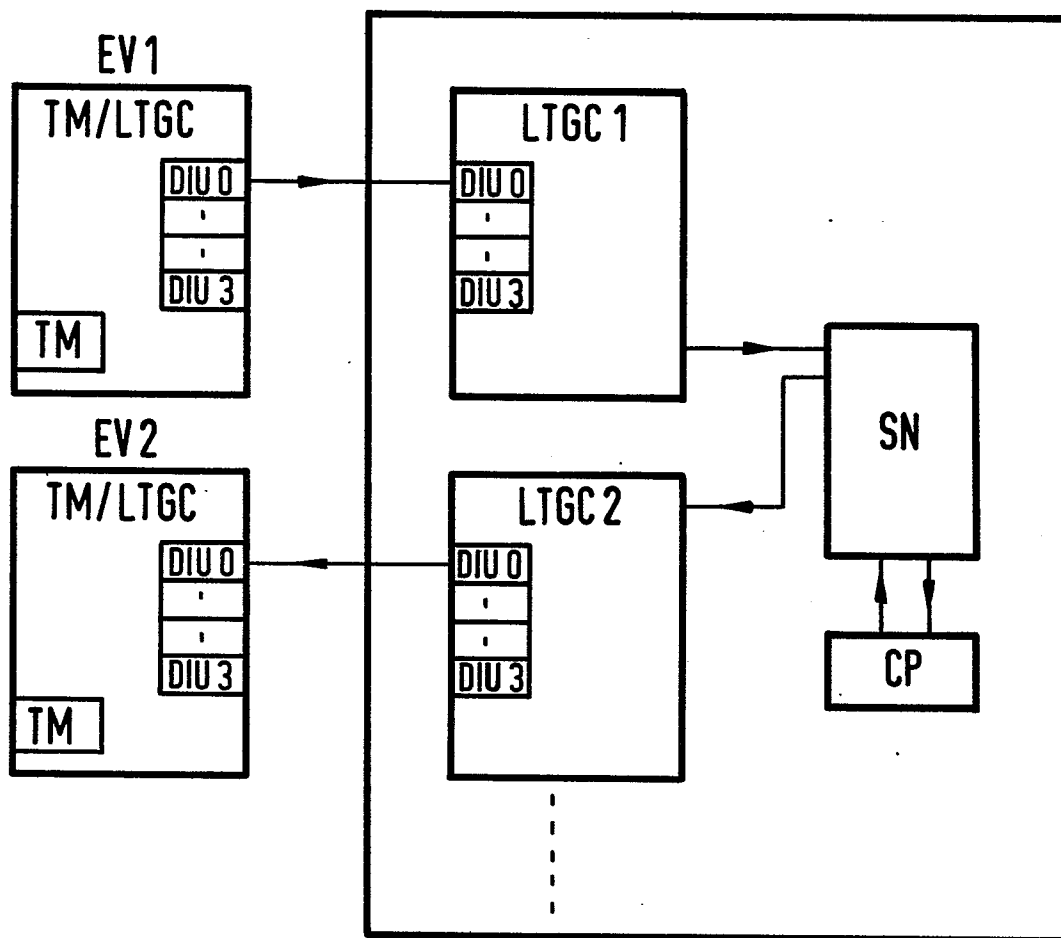 EV1
TM/LTGC
DIU 0
DIU 3
TM
EV2
TM/LTGC
DIU 0
DIU 3
TM
LTGC 1
DIU 0
DIU 3
LTGC 2
DIU 0
DIU 3
SN
CP